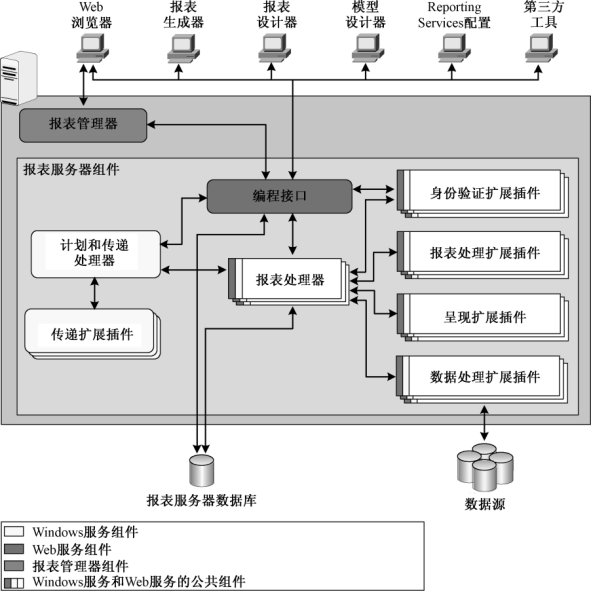 Web
浏览器
报表
生成器
报表
设计器
模型
设计器
Reporting
Services配置
第三方
工具
报表管理器
报表服务器组件
编程接口
身份验证扩展插件
计划和传递
处理器
报表处理器
报表处理扩展插件
传递扩展插件
呈现扩展插件
数据处理扩展插件
报表服务器数据库
数据源
Windows服务组件
Web服务组件
报表管理器组件
Windows服务和Web服务的公共组件